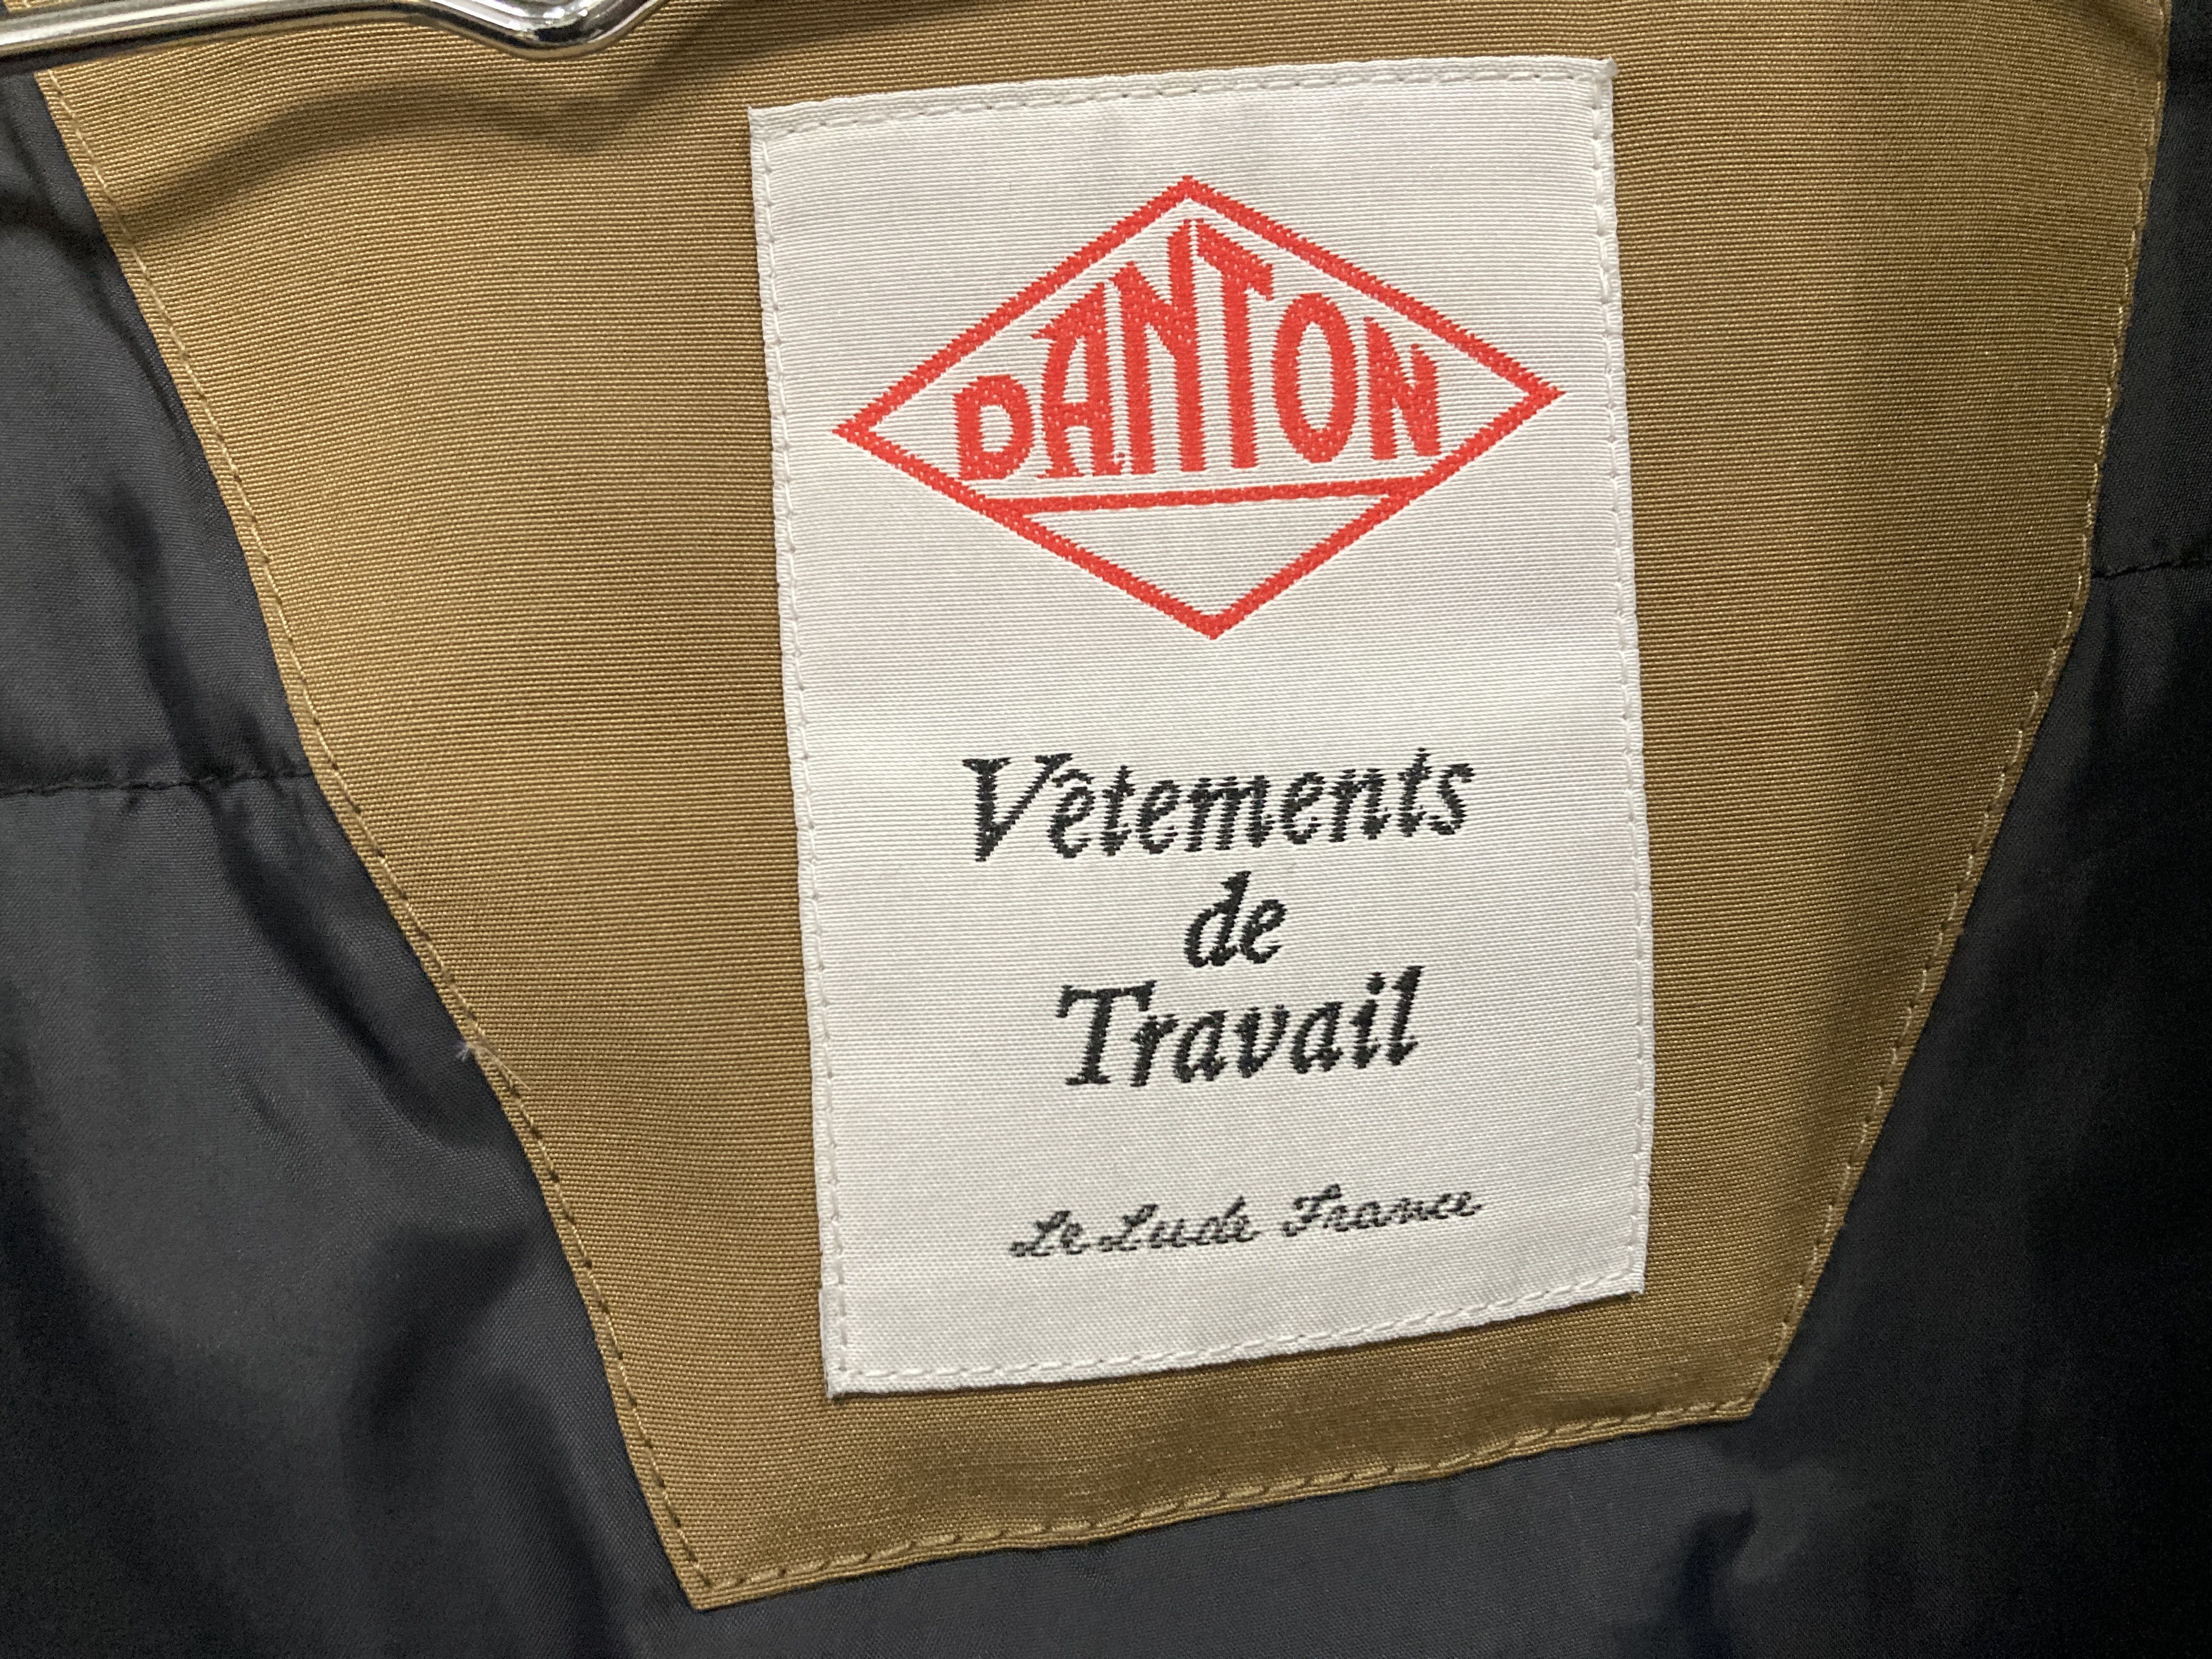 DANTON
Vêtements
de
Travail
Le Lude France